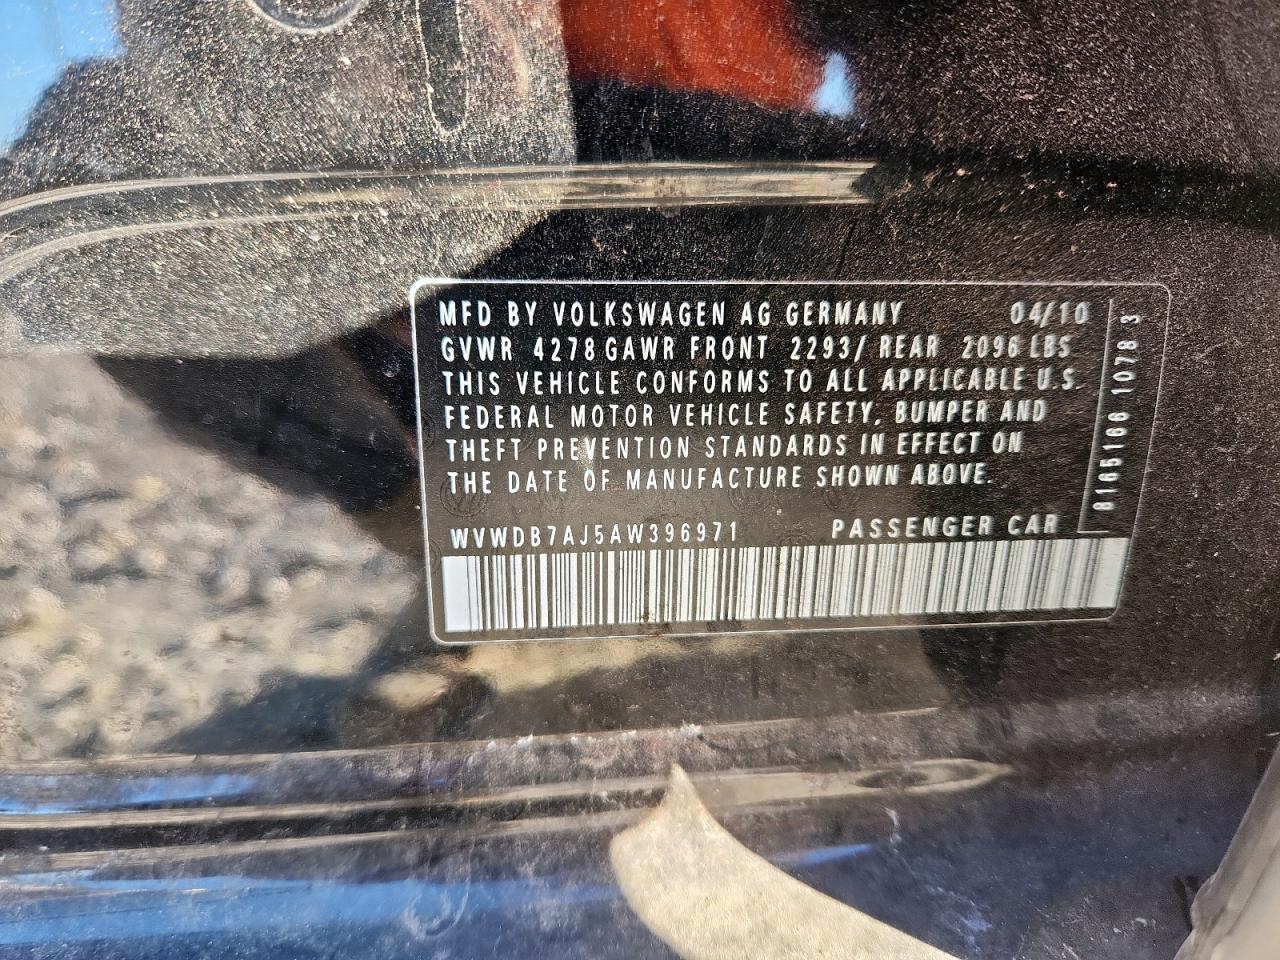 MFD BY VOLKSWAGEN AG GERMANY 04/10
GVWR 4278 GAWR FRONT 2293/ REAR 2096 LBS
THIS VEHICLE CONFORMS TO ALL APPLICABLE U.S.
FEDERAL MOTOR VEHICLE SAFETY, BUMPER AND
THEFT PREVENTION STANDARDS IN EFFECT ON
THE DATE OF MANUFACTURE SHOWN ABOVE.
WVWDB7AJ5AW396971 PASSENGER CAR
8165166 1078 3